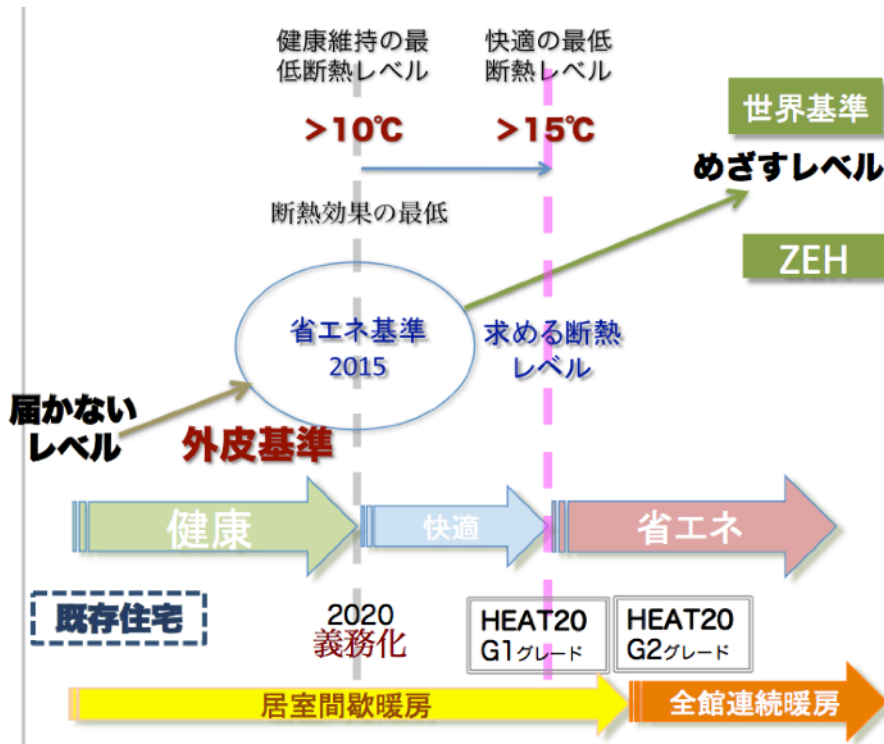 健康維持の最
低断熱レベル
快適の最低
断熱レベル
>10℃
>15℃
世界基準
めざすレベル
断熱効果の最低
ZEH
省エネ基準
2015
求める断熱
レベル
届かない
レベル
外皮基準
健康
快適
省エネ
既存住宅
2020
義務化
HEAT20
G1グレード
HEAT20
G2グレード
居室間歇暖房
全館連続暖房